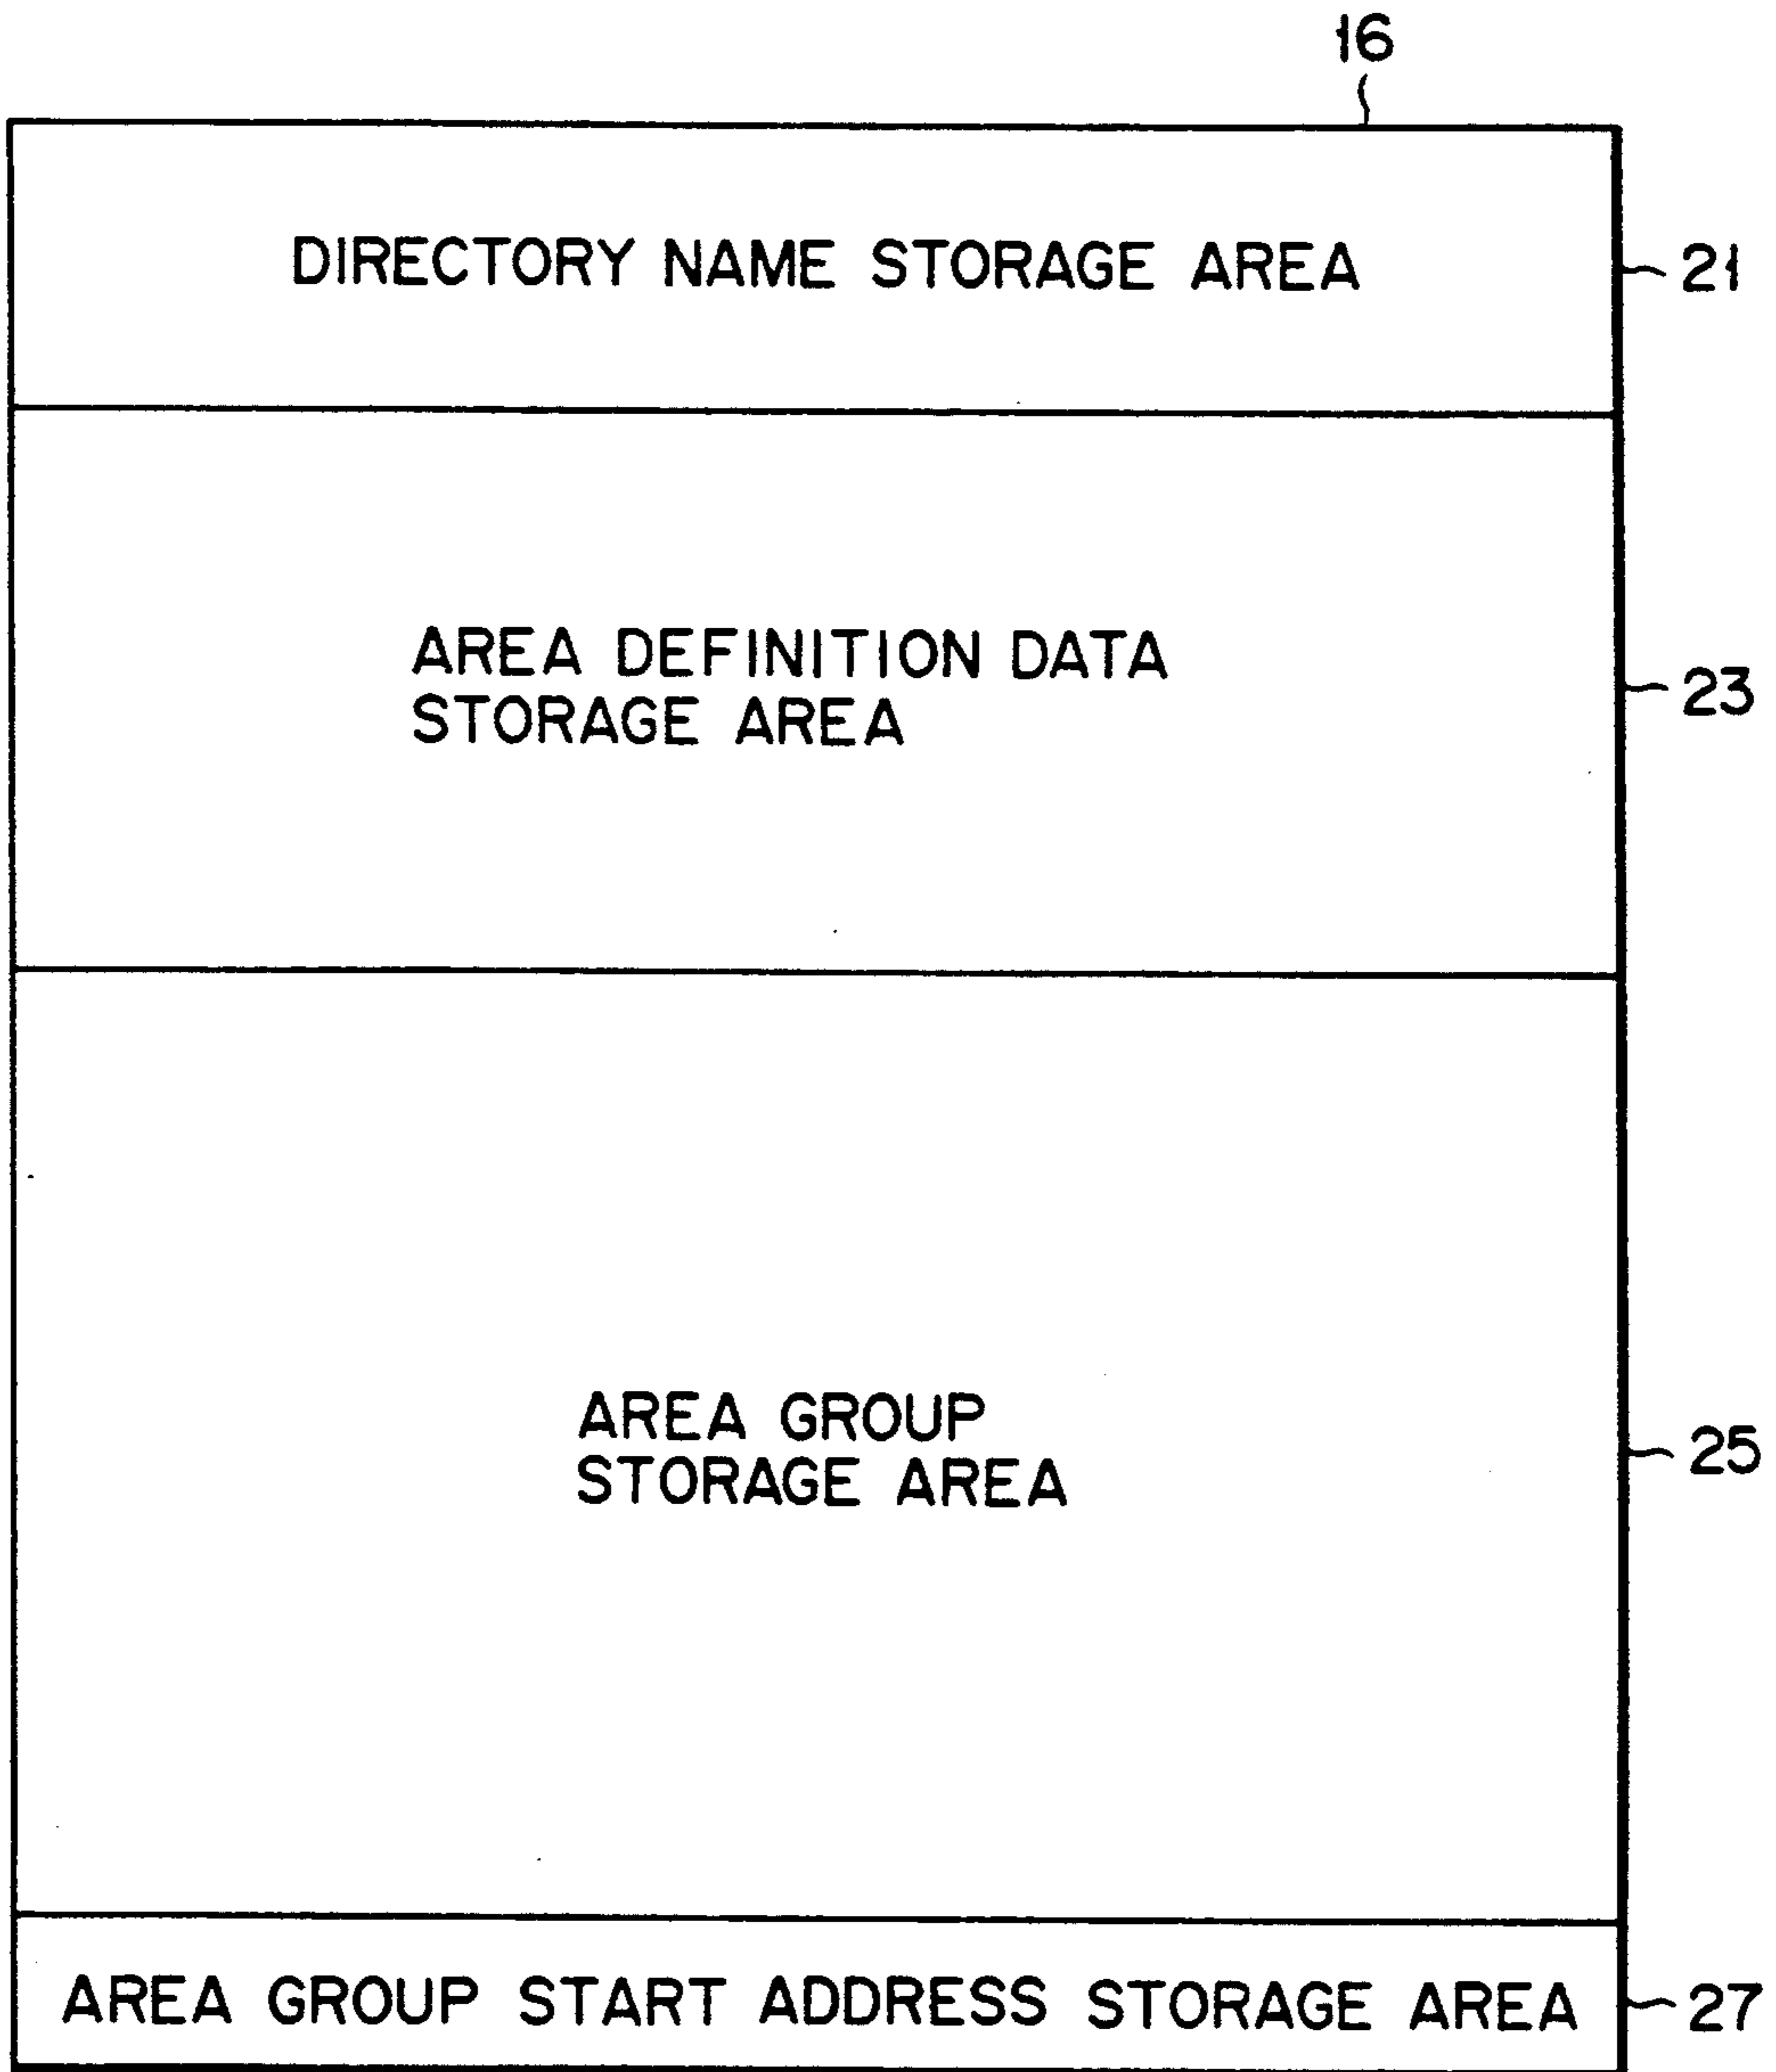 16
DIRECTORY NAME STORAGE AREA
21
AREA DEFINITION DATA
STORAGE AREA
23
AREA GROUP
STORAGE AREA
25
AREA GROUP START ADDRESS STORAGE AREA
27